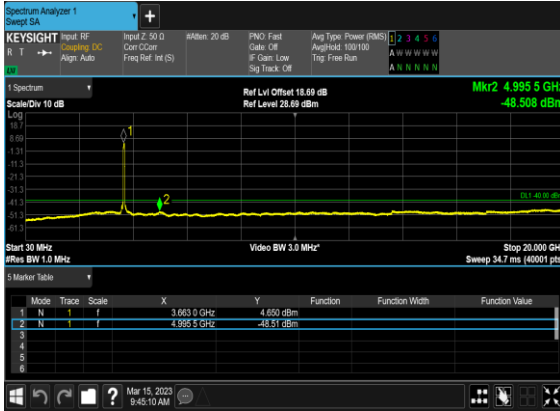 Spectrum Analyzer 1
Swept SA
+
KEYSIGHT
R T
Input: RF
Coupling: DC
Align: Auto
Input Z: 50 Ω
Corr CCorr
Freq Ref: Int (S)
#Atten: 20 dB
PNO: Fast
Gate: Off
IF Gain: Low
Sig Track: Off
Avg Type: Power (RMS)
Avg|Hold: 100/100
Trig: Free Run
1 2 3 4 5 6
A W W W W W
A N N N N N
1 Spectrum
Scale/Div 10 dB
Ref Lvl Offset 18.69 dB
Ref Level 28.69 dBm
Mkr2 4.995 5 GHz
-48.508 dBm
Log
18.7
8.69
-1.31
-11.3
-21.3
-31.3
-41.3
-51.3
-61.3
1
2
DL1 -40.00 dBm
Start 30 MHz
#Res BW 1.0 MHz
Video BW 3.0 MHz*
Stop 20.000 GHz
Sweep 34.7 ms (40001 pts
5 Marker Table
Mode Trace Scale X Y Function Function Width Function Value
1 N 1 f 3.663 0 GHz 4.650 dBm
2 N 1 f 4.995 5 GHz -48.51 dBm
3
4
5
6
?
Mar 15, 2023
9:45:10 AM